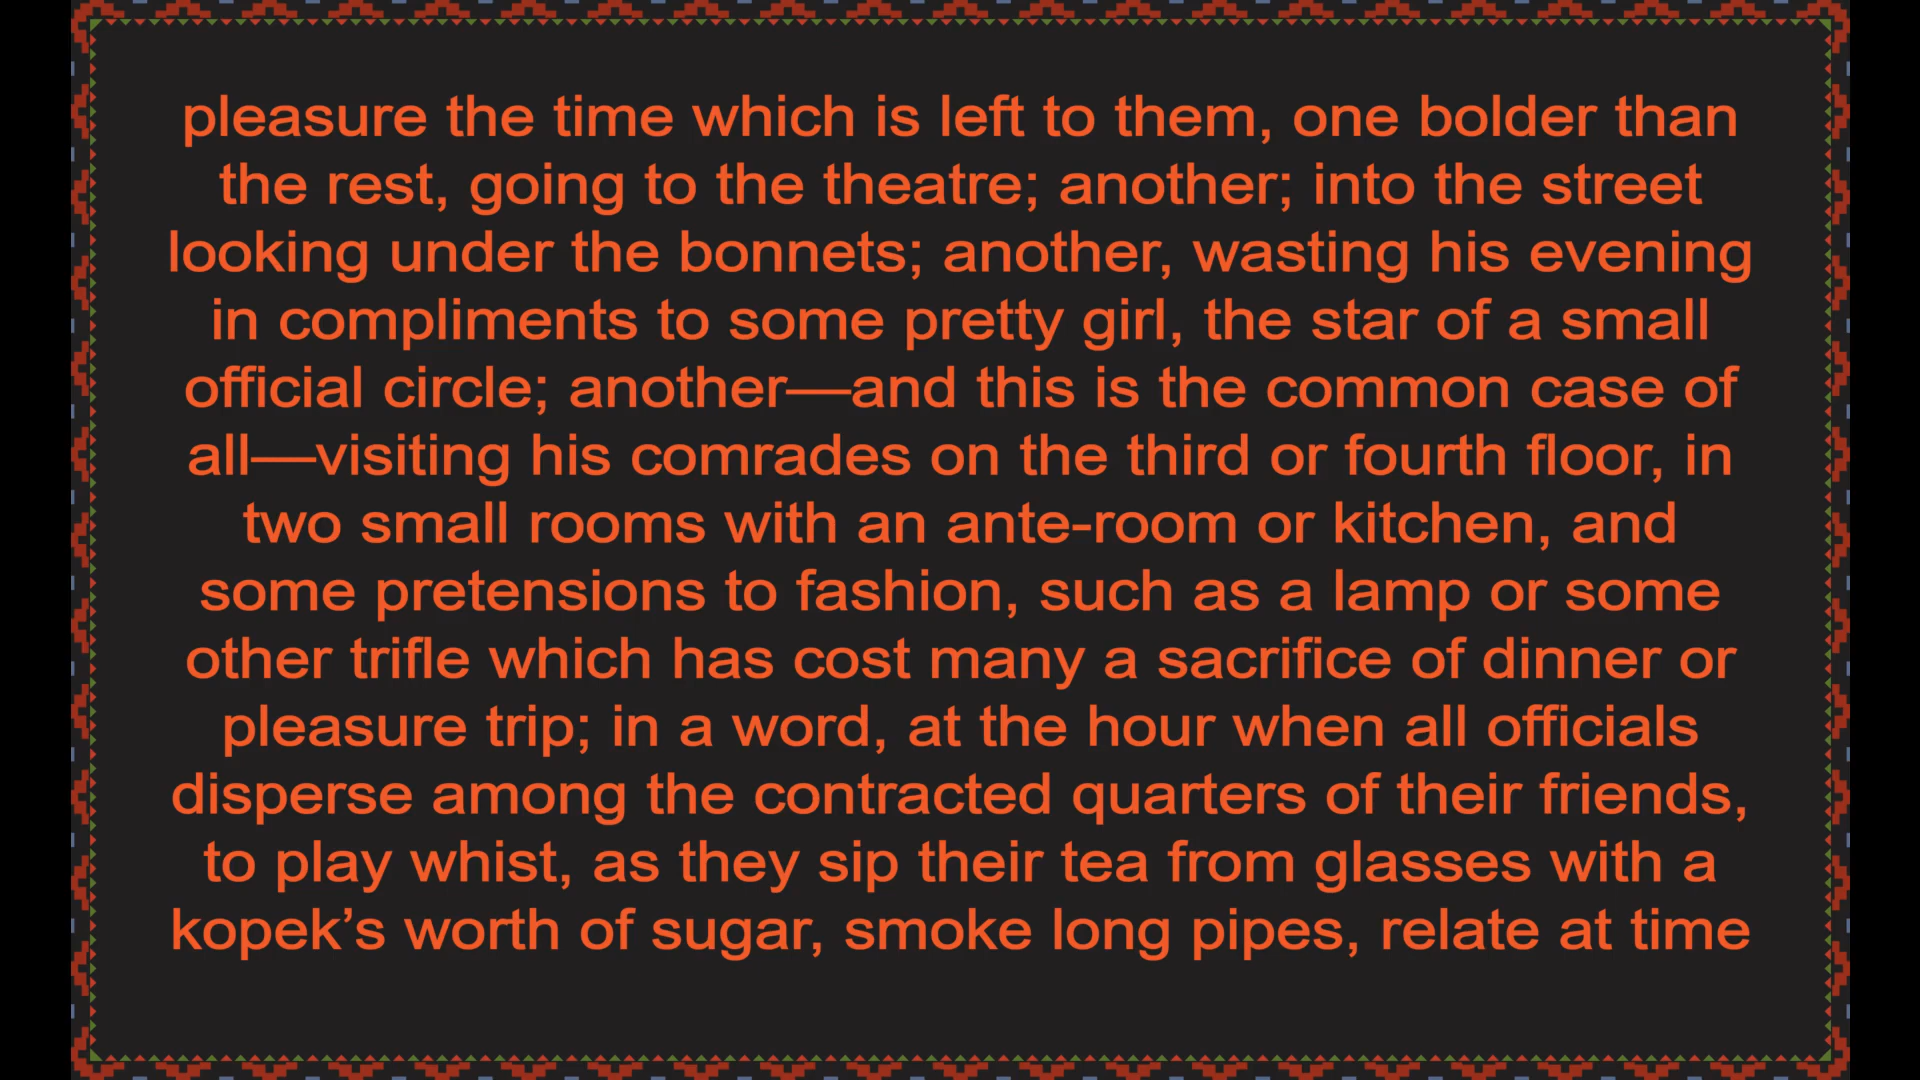 pleasure the time which is left to them, one bolder than
the rest, going to the theatre; another; into the street
looking under the bonnets; another, wasting his evening
in compliments to some pretty girl, the star of a small
official circle; another—and this is the common case of
all—visiting his comrades on the third or fourth floor, in
two small rooms with an ante-room or kitchen, and
some pretensions to fashion, such as a lamp or some
other trifle which has cost many a sacrifice of dinner or
pleasure trip; in a word, at the hour when all officials
disperse among the contracted quarters of their friends,
to play whist, as they sip their tea from glasses with a
kopek’s worth of sugar, smoke long pipes, relate at time